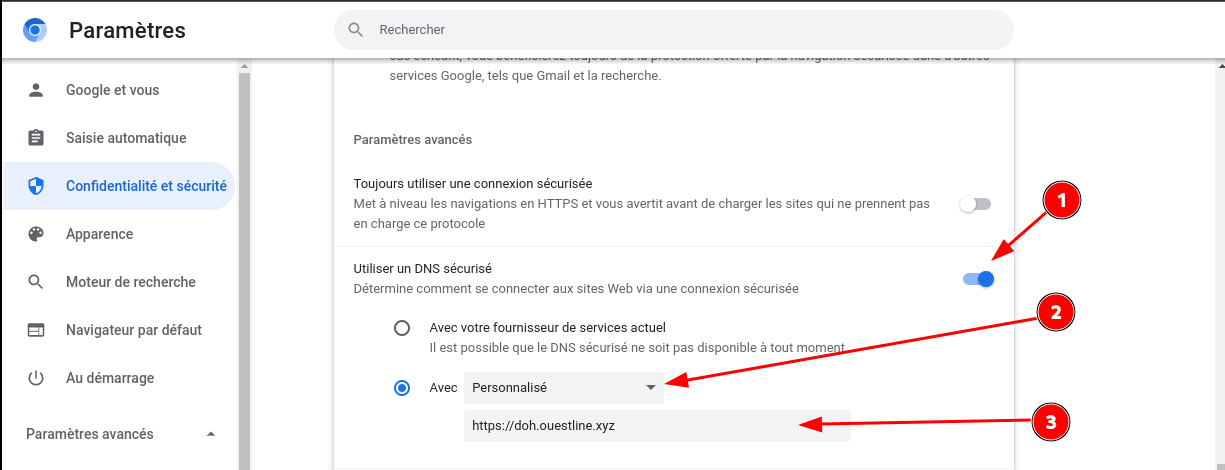 Paramètres
Rechercher
Google et vous
Saisie automatique
Confidentialité et sécurité
Apparence
Moteur de recherche
Navigateur par défaut
Au démarrage
Paramètres avancés
services Google, tels que Gmail et la recherche.
Paramètres avancés
Toujours utiliser une connexion sécurisée
Met à niveau les navigations en HTTPS et vous avertit avant de charger les sites qui ne prennent pas
en charge ce protocole
1
Utiliser un DNS sécurisé
Détermine comment se connecter aux sites Web via une connexion sécurisée
2
Avec votre fournisseur de services actuel
Il est possible que le DNS sécurisé ne soit pas disponible à tout moment
Avec Personnalisé
https://doh.ouestline.xyz
3